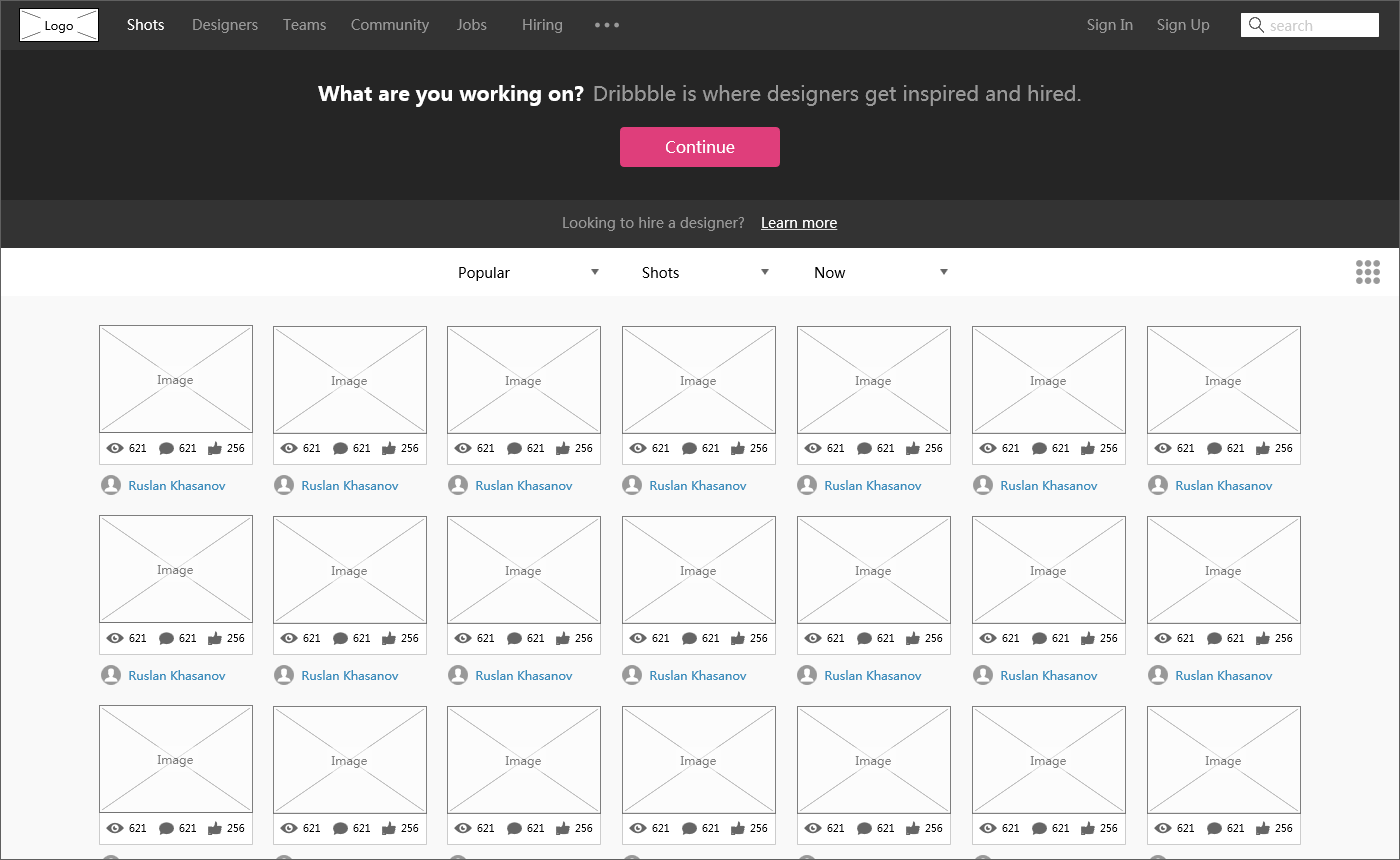 Logo Shots Designers Teams Community Jobs Hiring Sign In Sign Up search
What are you working on? Dribbble is where designers get inspired and hired.
Continue
Looking to hire a designer? Learn more
Popular Shots Now
Image Image Image Image Image Image Image
621 621 256 621 621 256 621 621 256 621 621 256 621 621 256 621 621 256 621 621 256
Ruslan Khasanov Ruslan Khasanov Ruslan Khasanov Ruslan Khasanov Ruslan Khasanov Ruslan Khasanov Ruslan Khasanov
Image Image Image Image Image Image Image
621 621 256 621 621 256 621 621 256 621 621 256 621 621 256 621 621 256 621 621 256
Ruslan Khasanov Ruslan Khasanov Ruslan Khasanov Ruslan Khasanov Ruslan Khasanov Ruslan Khasanov Ruslan Khasanov
Image Image Image Image Image Image Image
621 621 256 621 621 256 621 621 256 621 621 256 621 621 256 621 621 256 621 621 256